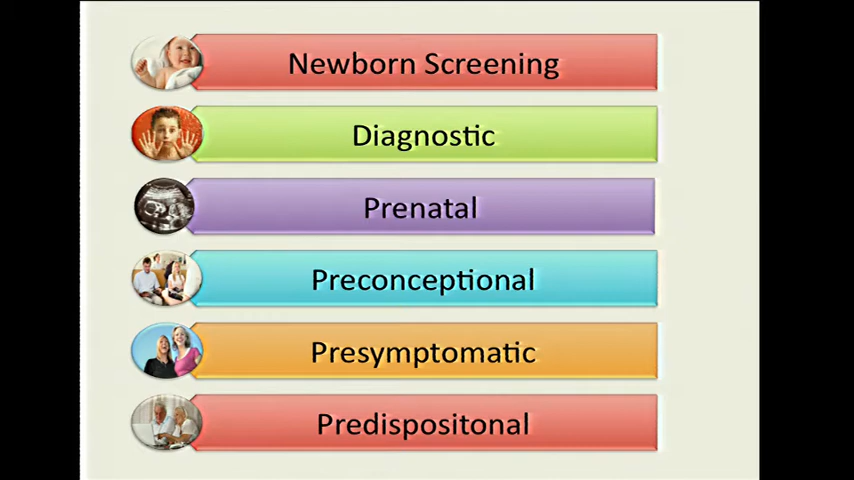 Newborn Screening
Diagnostic
Prenatal
Preconceptional
Presymptomatic
Predispositonal